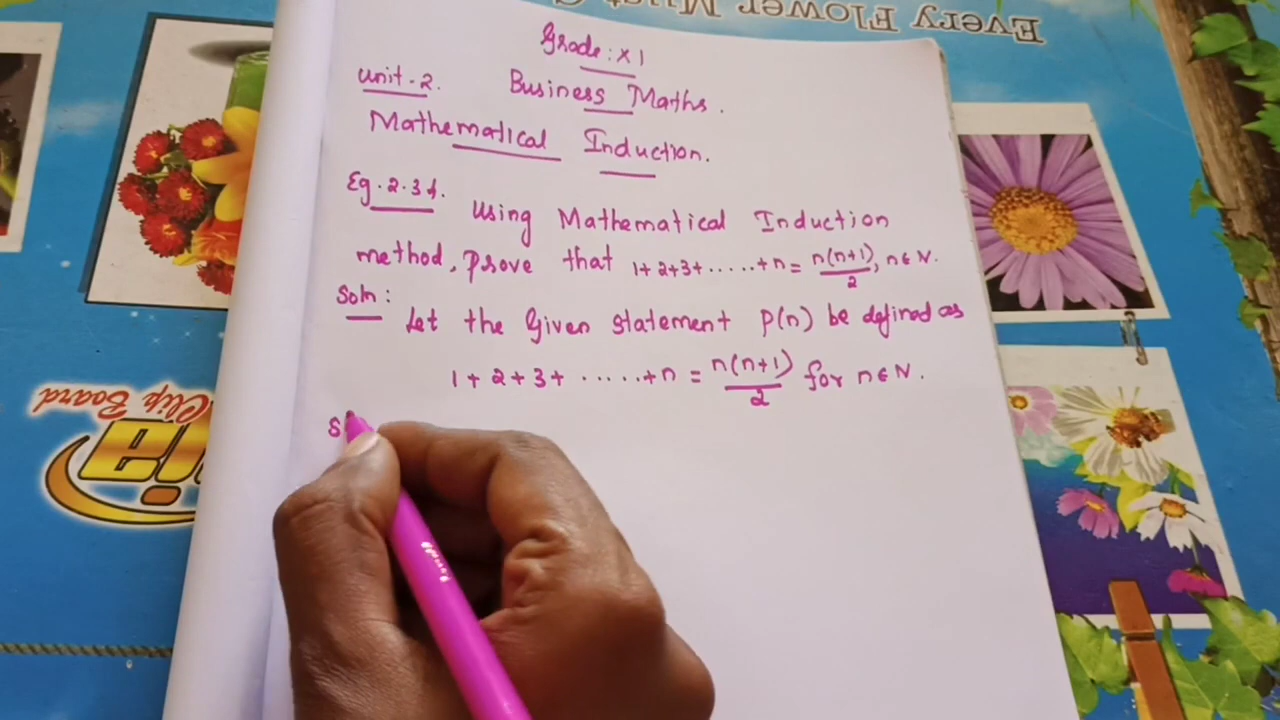 Every Flower Must G
Grade: XI
Unit-2. Business Maths.
Mathematical Induction.
Eg.2.31. Using Mathematical Induction
method, prove that 1+2+3+......+n = n(n+1)/2, n∈N.
Soln:
Let the Given statement P(n) be defined as
1+2+3+......+n = n(n+1)/2 for n∈N.
S
Clip Board